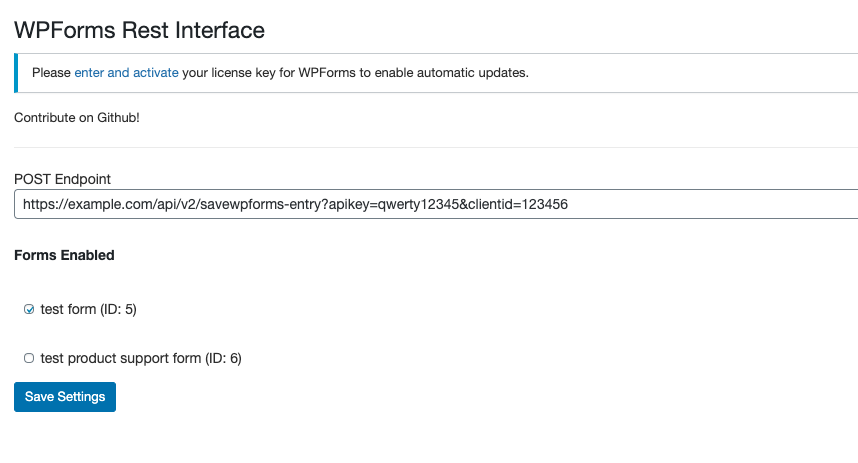 WPForms Rest Interface
Please enter and activate your license key for WPForms to enable automatic updates.
Contribute on Github!
POST Endpoint
https://example.com/api/v2/savewpforms-entry?apikey=qwerty12345&clientid=123456
Forms Enabled
test form (ID: 5)
test product support form (ID: 6)
Save Settings